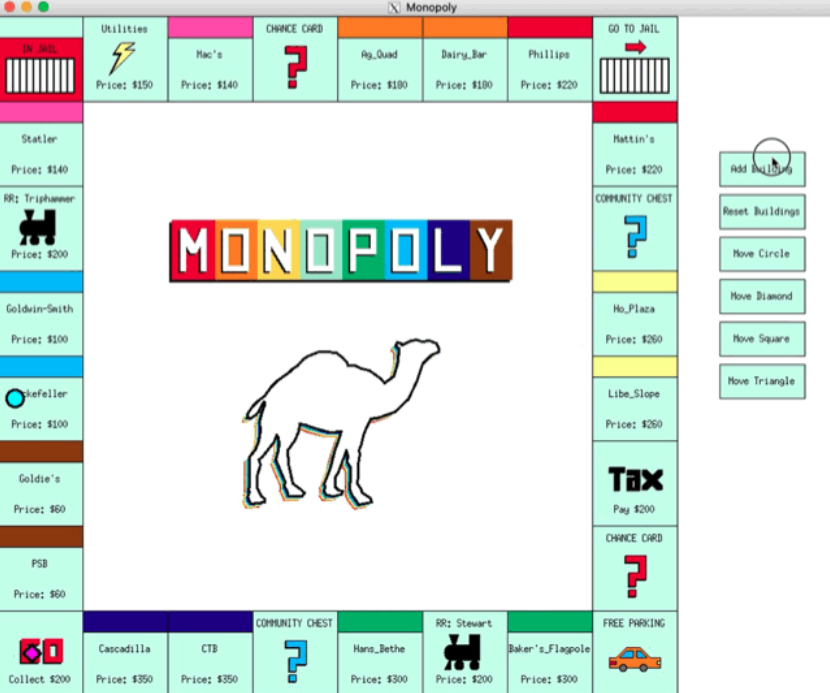 Monopoly
IN JAIL
Utilities
Price: $150
Mac's
Price: $140
CHANCE CARD
?
Ag_Quad
Price: $180
Dairy_Bar
Price: $180
Phillips
Price: $220
GO TO JAIL
Statler
Price: $140
Mattin's
Price: $220
Add Building
RR: Triphammer
Price: $200
COMMUNITY CHEST
?
Reset Buildings
MONOPOLY
Move Circle
Goldwin-Smith
Price: $100
Ho_Plaza
Price: $260
Move Diamond
Move Square
ckefeller
Price: $100
Libe_Slope
Price: $260
Move Triangle
Goldie's
Price: $60
Tax
Pay $200
PSB
Price: $60
CHANCE CARD
?
GO
Collect $200
Cascadilla
Price: $350
CTB
Price: $350
COMMUNITY CHEST
?
Hans_Bethe
Price: $300
RR: Stewart
Price: $200
Baker's_Flagpole
Price: $300
FREE PARKING